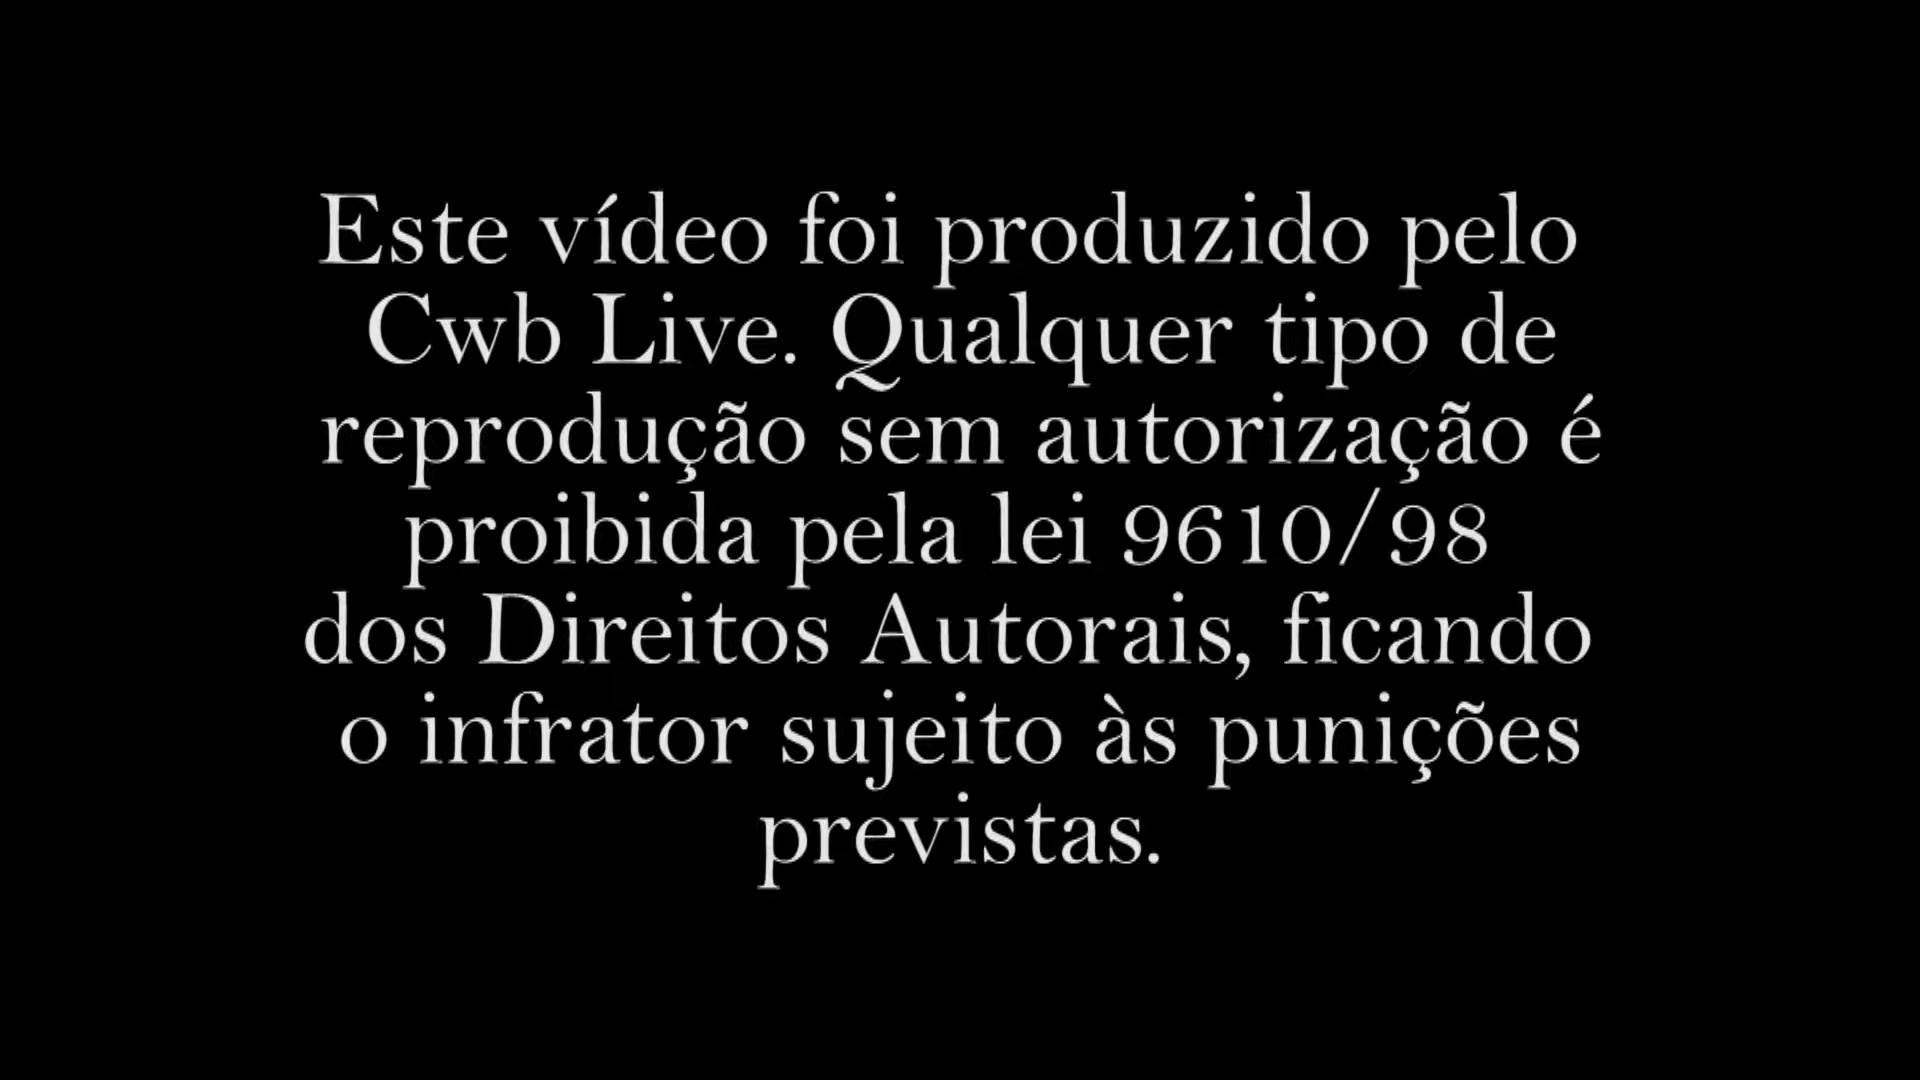 Este vídeo foi produzido pelo
Cwb Live. Qualquer tipo de
reprodução sem autorização é
proibida pela lei 9610/98
dos Direitos Autorais, ficando
o infrator sujeito às punições
previstas.